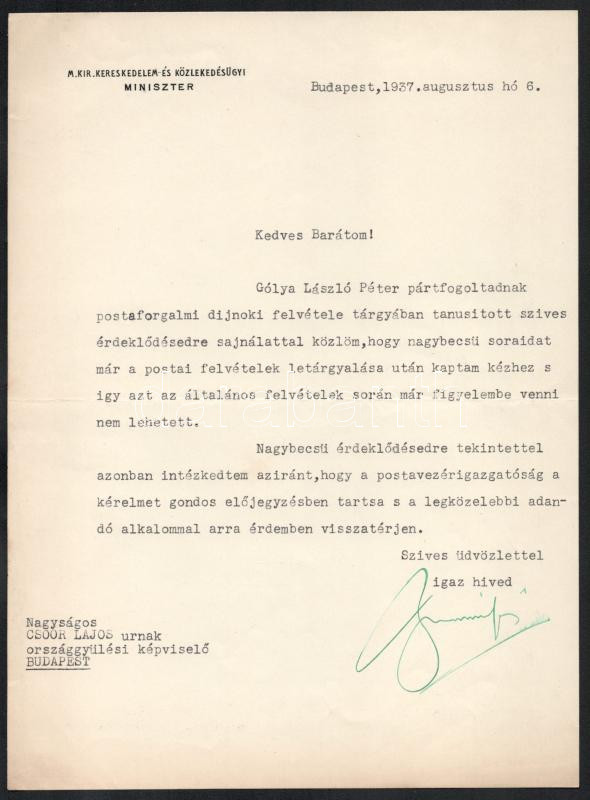 M.KIR.KERESKEDELEM-ÉS KÖZLEKEDÉSÜGYI
MINISZTER
Budapest,1937.augusztus hó 6.
Kedves Barátom!
Gólya László Péter pártfogoltadnak
postaforgalmi dijnoki felvétele tárgyában tanusitott szives
érdeklődésedre sajnálattal közlöm,hogy nagybecsü soraidat
már a postai felvételek letárgyalása után kaptam kézhez s
igy azt az általános felvételek során már figyelembe venni
nem lehetett.
Nagybecsü érdeklődésedre tekintettel
azonban intézkedtem aziránt,hogy a postavezérigazgatóság a
kérelmet gondos előjegyzésben tartsa s a legközelebbi adan-
dó alkalommal arra érdemben visszatérjen.
Szives üdvözlettel
igaz hived
Nagyságos
CSOÓR LAJOS urnak
országgyülési képviselő
BUDAPEST